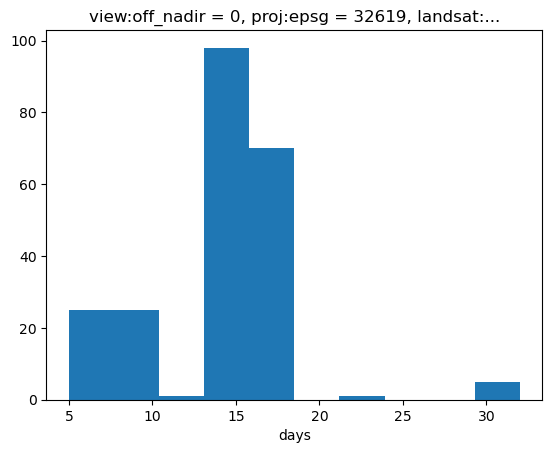 view:off_nadir = 0, proj:epsg = 32619, landsat:...
100
80
60
40
20
0
5 10 15 20 25 30
days